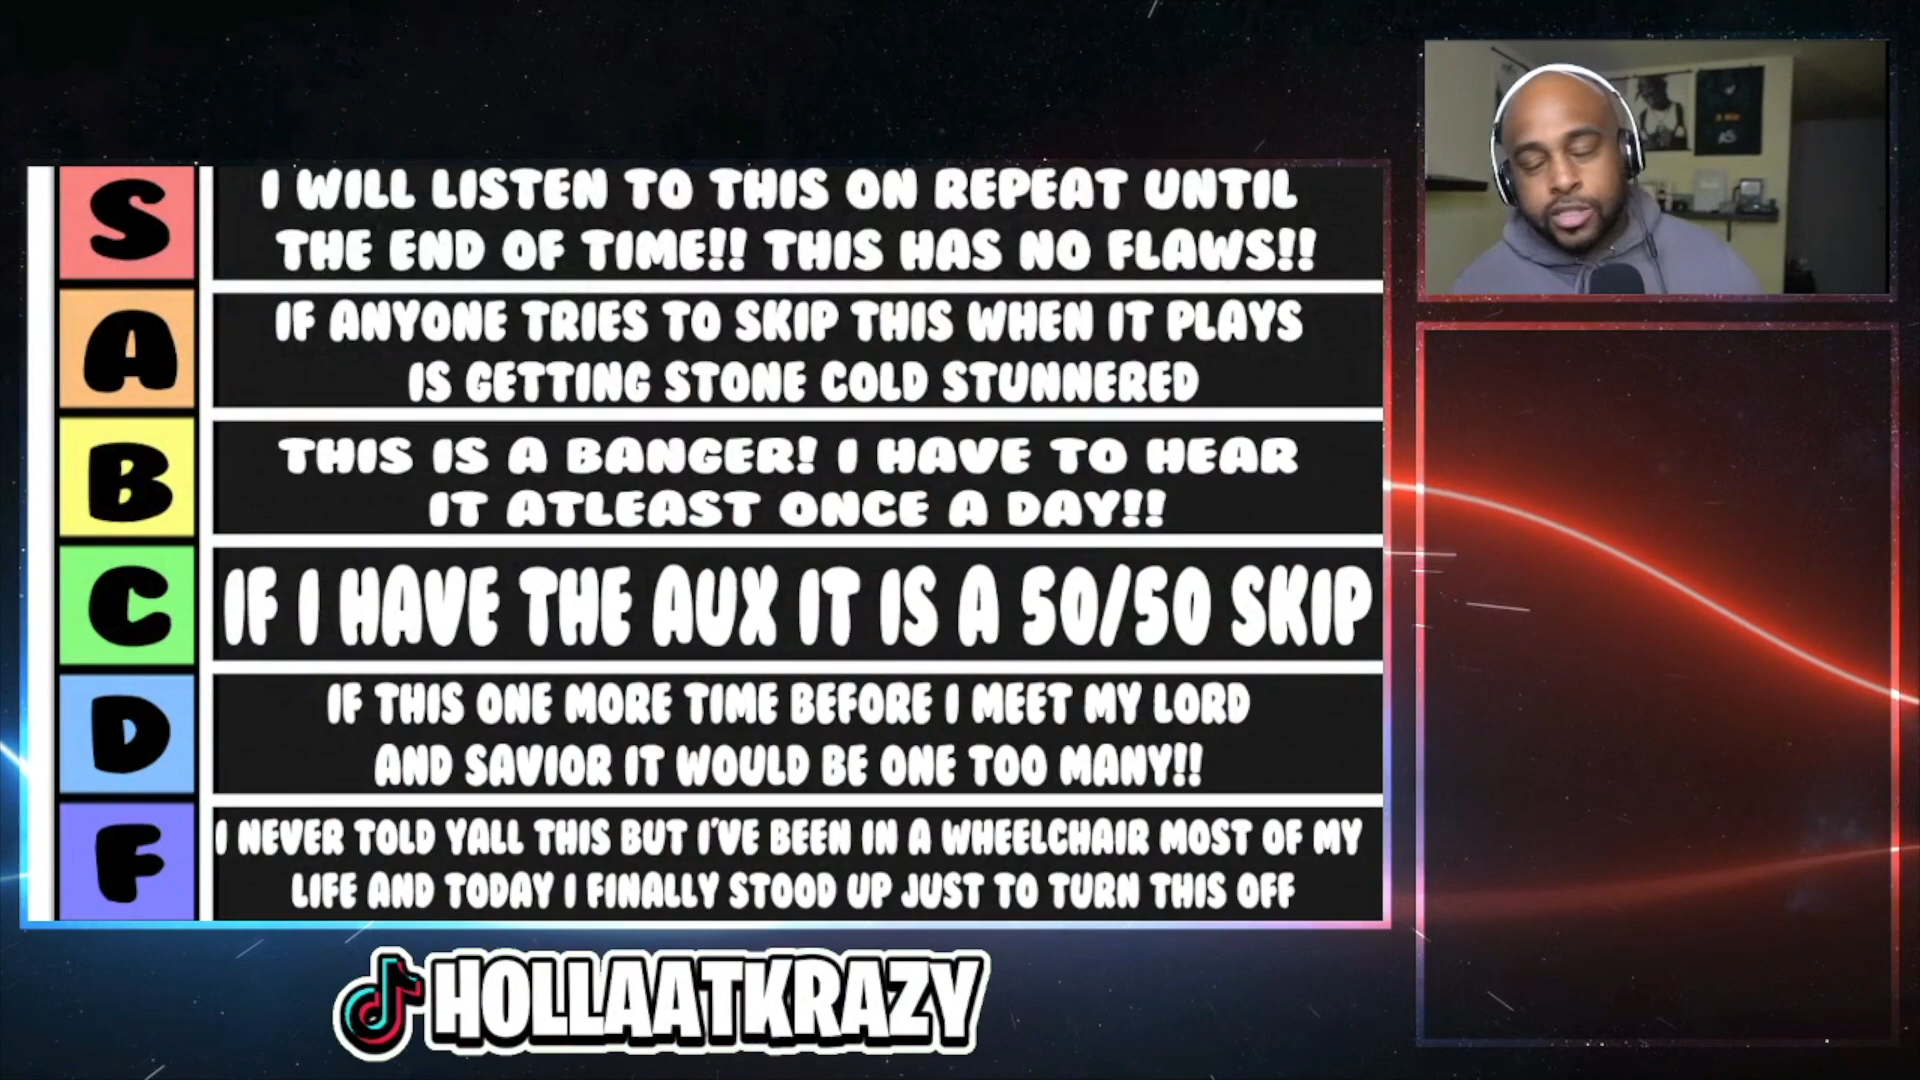 S
I WILL LISTEN TO THIS ON REPEAT UNTIL
THE END OF TIME!! THIS HAS NO FLAWS!!
A
IF ANYONE TRIES TO SKIP THIS WHEN IT PLAYS
IS GETTING STONE COLD STUNNERED
B
THIS IS A BANGER! I HAVE TO HEAR
IT ATLEAST ONCE A DAY!!
C
IF I HAVE THE AUX IT IS A 50/50 SKIP
D
IF THIS ONE MORE TIME BEFORE I MEET MY LORD
AND SAVIOR IT WOULD BE ONE TOO MANY!!
F
I NEVER TOLD YALL THIS BUT I'VE BEEN IN A WHEELCHAIR MOST OF MY
LIFE AND TODAY I FINALLY STOOD UP JUST TO TURN THIS OFF
HOLLAATKRAZY